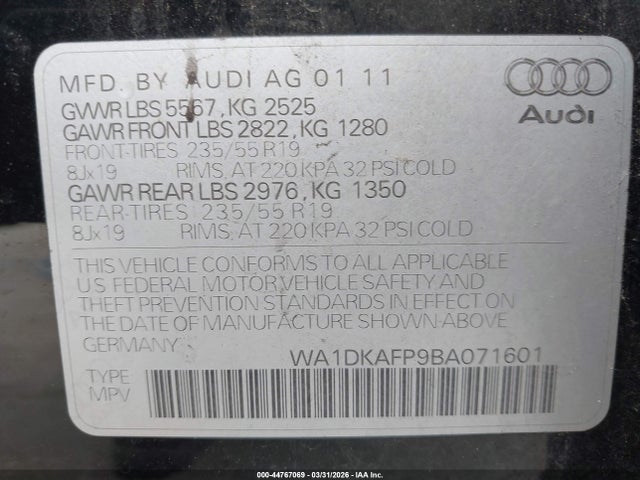 MFD. BY AUDI AG 01 11
GVWR LBS 5567, KG 2525
GAWR FRONT LBS 2822, KG 1280
FRONT-TIRES 235/55 R19
8Jx19 RIMS, AT 220 KPA 32 PSI COLD
GAWR REAR LBS 2976, KG 1350
REAR-TIRES 235/55 R19
8Jx19 RIMS, AT 220 KPA 32 PSI COLD
Audi
THIS VEHICLE CONFORMS TO ALL APPLICABLE
U.S FEDERAL MOTOR VEHICLE SAFETY AND
THEFT PREVENTION STANDARDS IN EFFECT ON
THE DATE OF MANUFACTURE SHOWN-ABOVE
GERMANY WA1DKAFP9BA071601
TYPE
MPV
000-44767069 — 03/31/2026 — IAA Inc.